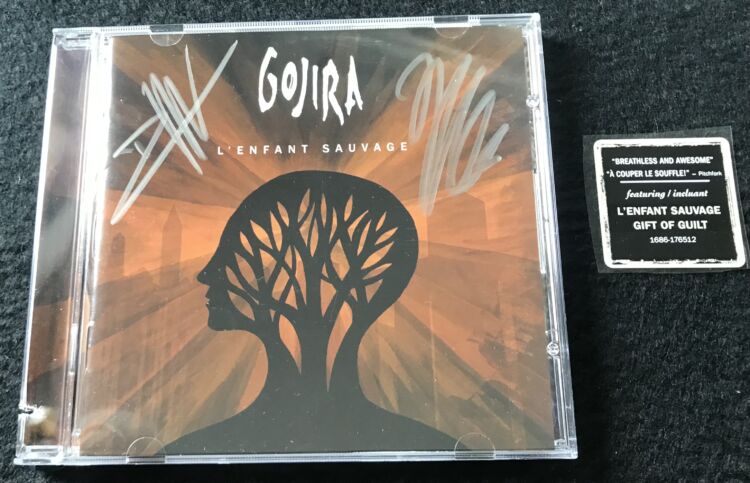 GOJIRA
L'ENFANT SAUVAGE
"BREATHLESS AND AWESOME"
"À COUPER LE SOUFFLE!" – Pitchfork
featuring / incluant
L'ENFANT SAUVAGE
GIFT OF GUILT
1686-176512